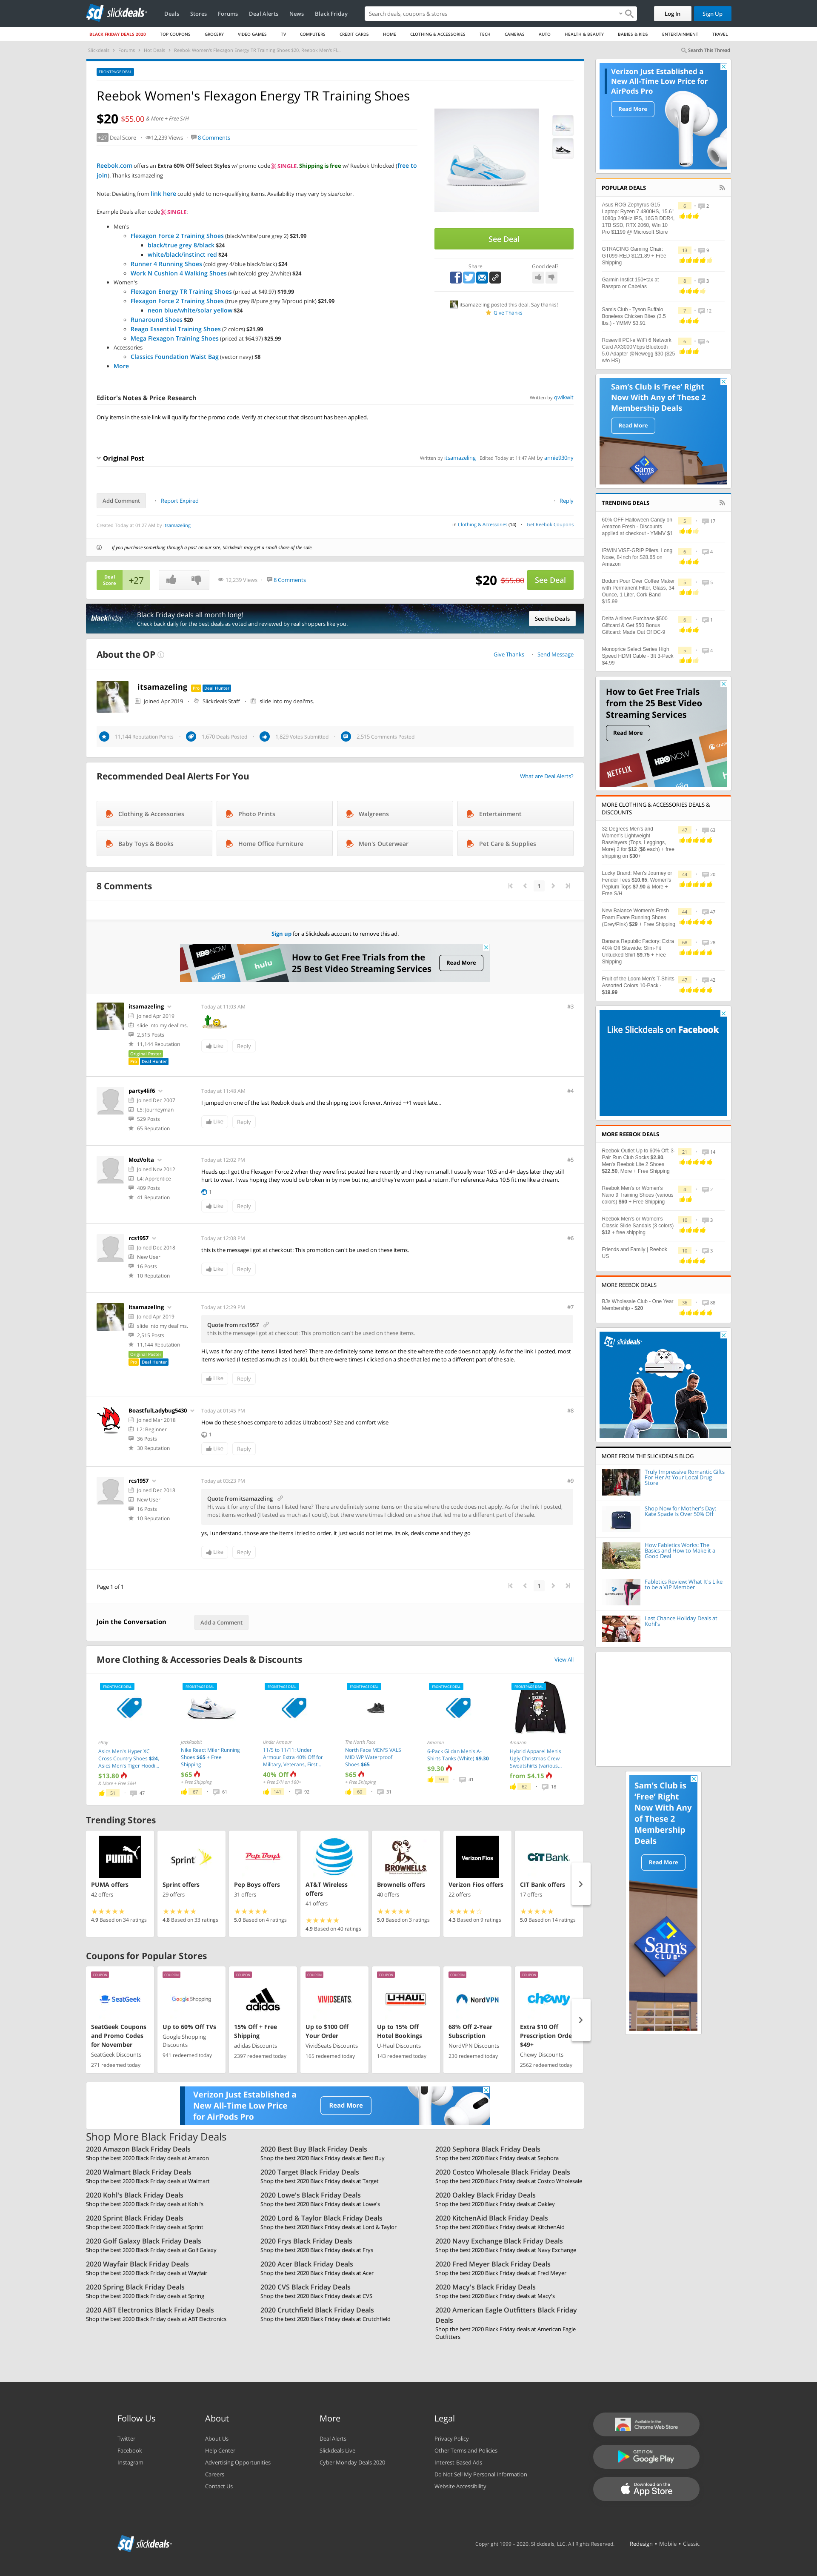 slickdeals
Deals Stores Forums Deal Alerts News Black Friday
Search deals, coupons & stores
Log In Sign Up
BLACK FRIDAY DEALS 2020 TOP COUPONS GROCERY VIDEO GAMES TV COMPUTERS CREDIT CARDS HOME CLOTHING & ACCESSORIES TECH CAMERAS AUTO HEALTH & BEAUTY BABIES & KIDS ENTERTAINMENT TRAVEL
Slickdeals > Forums > Hot Deals > Reebok Women's Flexagon Energy TR Training Shoes $20, Reebok Men's Fl...
Search This Thread
FRONTPAGE DEAL
Reebok Women's Flexagon Energy TR Training Shoes
$20 $55.00 & More + Free S/H
+27 Deal Score 12,239 Views 8 Comments
Reebok.com offers an Extra 60% Off Select Styles w/ promo code SINGLE. Shipping is free w/ Reebok Unlocked (free to
join). Thanks itsamazeling
Note: Deviating from link here could yield to non-qualifying items. Availability may vary by size/color.
Example Deals after code SINGLE:
Men's
Flexagon Force 2 Training Shoes (black/white/pure grey 2) $21.99
black/true grey 8/black $24
white/black/instinct red $24
Runner 4 Running Shoes (cold grey 4/blue black/black) $24
Work N Cushion 4 Walking Shoes (white/cold grey 2/white) $24
Women's
Flexagon Energy TR Training Shoes (priced at $49.97) $19.99
Flexagon Force 2 Training Shoes (true grey 8/pure grey 3/proud pink) $21.99
neon blue/white/solar yellow $24
Runaround Shoes $20
Reago Essential Training Shoes (2 colors) $21.99
Mega Flexagon Training Shoes (priced at $64.97) $25.99
Accessories
Classics Foundation Waist Bag (vector navy) $8
More
See Deal
Share Good deal?
itsamazeling posted this deal. Say thanks!
Give Thanks
Editor's Notes & Price Research
Written by qwikwit
Only items in the sale link will qualify for the promo code. Verify at checkout that discount has been applied.
Original Post
Written by itsamazeling Edited Today at 11:47 AM by annie930ny
Add Comment Report Expired Reply
Created Today at 01:27 AM by itsamazeling
in Clothing & Accessories (14) Get Reebok Coupons
If you purchase something through a post on our site, Slickdeals may get a small share of the sale.
Deal
Score
+27
12,239 Views 8 Comments
$20 $55.00 See Deal
blackfriday
Black Friday deals all month long!
Check back daily for the best deals as voted and reviewed by real shoppers like you.
See the Deals
About the OP
Give Thanks Send Message
itsamazeling Pro Deal Hunter
Joined Apr 2019 Slickdeals Staff slide into my deal'ms.
11,144 Reputation Points 1,670 Deals Posted 1,829 Votes Submitted 2,515 Comments Posted
Recommended Deal Alerts For You
What are Deal Alerts?
Clothing & Accessories Photo Prints Walgreens Entertainment
Baby Toys & Books Home Office Furniture Men's Outerwear Pet Care & Supplies
8 Comments
1
Sign up for a Slickdeals account to remove this ad.
HBO NOW
sling hulu
How to Get Free Trials from the
25 Best Video Streaming Services
Read More
itsamazeling
Joined Apr 2019
slide into my deal'ms.
2,515 Posts
11,144 Reputation
Original Poster
Pro Deal Hunter
Today at 11:03 AM #3
Like Reply
party4lif6
Joined Dec 2007
L5: Journeyman
529 Posts
65 Reputation
Today at 11:48 AM #4
I jumped on one of the last Reebok deals and the shipping took forever. Arrived ~+1 week late...
Like Reply
MozVolta
Joined Nov 2012
L4: Apprentice
409 Posts
41 Reputation
Today at 12:02 PM #5
Heads up: I got the Flexagon Force 2 when they were first posted here recently and they run small. I usually wear 10.5 and 4+ days later they still
hurt to wear. I was hoping they would be broken in by now but no, and they're worn past a return. For reference Asics 10.5 fit me like a dream.
1
Like Reply
rcs1957
Joined Dec 2018
New User
16 Posts
10 Reputation
Today at 12:08 PM #6
this is the message i got at checkout: This promotion can't be used on these items.
Like Reply
itsamazeling
Joined Apr 2019
slide into my deal'ms.
2,515 Posts
11,144 Reputation
Original Poster
Pro Deal Hunter
Today at 12:29 PM #7
Quote from rcs1957
this is the message i got at checkout: This promotion can't be used on these items.
Hi, was it for any of the items I listed here? There are definitely some items on the site where the code does not apply. As for the link I posted, most
items worked (I tested as much as I could), but there were times I clicked on a shoe that led me to a different part of the sale.
Like Reply
BoastfulLadybug5430
Joined Mar 2018
L2: Beginner
36 Posts
30 Reputation
Today at 01:45 PM #8
How do these shoes compare to adidas Ultraboost? Size and comfort wise
1
Like Reply
rcs1957
Joined Dec 2018
New User
16 Posts
10 Reputation
Today at 03:23 PM #9
Quote from itsamazeling
Hi, was it for any of the items I listed here? There are definitely some items on the site where the code does not apply. As for the link I posted,
most items worked (I tested as much as I could), but there were times I clicked on a shoe that led me to a different part of the sale.
ys, i understand. those are the items i tried to order. it just would not let me. its ok, deals come and they go
Like Reply
Page 1 of 1
1
Join the Conversation Add a Comment
More Clothing & Accessories Deals & Discounts
View All
FRONTPAGE DEAL
eBay
Asics Men's Hyper XC
Cross Country Shoes $24,
Asics Men's Tiger Hoodi...
$13.80
& More + Free S&H
51 47
FRONTPAGE DEAL
JackRabbit
Nike React Miler Running
Shoes $65 + Free
Shipping
$65
+ Free Shipping
67 61
FRONTPAGE DEAL
Under Armour
11/5 to 11/11: Under
Armour Extra 40% Off for
Military, Veterans, First...
40% Off
+ Free S/H on $60+
141 92
FRONTPAGE DEAL
The North Face
North Face MEN'S VALS
MID WP Waterproof
Shoes $65
$65
+ Free Shipping
60 31
FRONTPAGE DEAL
Amazon
6-Pack Gildan Men's A-
Shirts Tanks (White) $9.30
$9.30
93 41
FRONTPAGE DEAL
Amazon
Hybrid Apparel Men's
Ugly Christmas Crew
Sweatshirts (various...
from $4.15
62 18
Trending Stores
PUMA offers
42 offers
4.9 Based on 34 ratings
Sprint offers
29 offers
4.8 Based on 33 ratings
Pep Boys offers
31 offers
5.0 Based on 4 ratings
AT&T Wireless
offers
41 offers
4.9 Based on 40 ratings
Brownells offers
40 offers
5.0 Based on 3 ratings
Verizon Fios offers
22 offers
4.3 Based on 9 ratings
CIT Bank offers
17 offers
5.0 Based on 14 ratings
Coupons for Popular Stores
COUPON
SeatGeek
SeatGeek Coupons
and Promo Codes
for November
SeatGeek Discounts
271 redeemed today
COUPON
Google Shopping
Up to 60% Off TVs
Google Shopping
Discounts
941 redeemed today
COUPON
adidas
15% Off + Free
Shipping
adidas Discounts
2397 redeemed today
COUPON
VIVIDSEATS
Up to $100 Off
Your Order
VividSeats Discounts
165 redeemed today
COUPON
U-HAUL
Up to 15% Off
Hotel Bookings
U-Haul Discounts
143 redeemed today
COUPON
NordVPN
68% Off 2-Year
Subscription
NordVPN Discounts
230 redeemed today
COUPON
chewy
Extra $10 Off
Prescription Orde
$49+
Chewy Discounts
2562 redeemed today
Verizon Just Established a
New All-Time Low Price
for AirPods Pro
Read More
Shop More Black Friday Deals
2020 Amazon Black Friday Deals
Shop the best 2020 Black Friday deals at Amazon
2020 Walmart Black Friday Deals
Shop the best 2020 Black Friday deals at Walmart
2020 Kohl's Black Friday Deals
Shop the best 2020 Black Friday deals at Kohl's
2020 Sprint Black Friday Deals
Shop the best 2020 Black Friday deals at Sprint
2020 Golf Galaxy Black Friday Deals
Shop the best 2020 Black Friday deals at Golf Galaxy
2020 Wayfair Black Friday Deals
Shop the best 2020 Black Friday deals at Wayfair
2020 Spring Black Friday Deals
Shop the best 2020 Black Friday deals at Spring
2020 ABT Electronics Black Friday Deals
Shop the best 2020 Black Friday deals at ABT Electronics
2020 Best Buy Black Friday Deals
Shop the best 2020 Black Friday deals at Best Buy
2020 Target Black Friday Deals
Shop the best 2020 Black Friday deals at Target
2020 Lowe's Black Friday Deals
Shop the best 2020 Black Friday deals at Lowe's
2020 Lord & Taylor Black Friday Deals
Shop the best 2020 Black Friday deals at Lord & Taylor
2020 Frys Black Friday Deals
Shop the best 2020 Black Friday deals at Frys
2020 Acer Black Friday Deals
Shop the best 2020 Black Friday deals at Acer
2020 CVS Black Friday Deals
Shop the best 2020 Black Friday deals at CVS
2020 Crutchfield Black Friday Deals
Shop the best 2020 Black Friday deals at Crutchfield
2020 Sephora Black Friday Deals
Shop the best 2020 Black Friday deals at Sephora
2020 Costco Wholesale Black Friday Deals
Shop the best 2020 Black Friday deals at Costco Wholesale
2020 Oakley Black Friday Deals
Shop the best 2020 Black Friday deals at Oakley
2020 KitchenAid Black Friday Deals
Shop the best 2020 Black Friday deals at KitchenAid
2020 Navy Exchange Black Friday Deals
Shop the best 2020 Black Friday deals at Navy Exchange
2020 Fred Meyer Black Friday Deals
Shop the best 2020 Black Friday deals at Fred Meyer
2020 Macy's Black Friday Deals
Shop the best 2020 Black Friday deals at Macy's
2020 American Eagle Outfitters Black Friday
Deals
Shop the best 2020 Black Friday deals at American Eagle
Outfitters
Verizon Just Established a
New All-Time Low Price for
AirPods Pro
Read More
POPULAR DEALS
Asus ROG Zephyrus G15
Laptop: Ryzen 7 4800HS, 15.6"
1080p 240Hz IPS, 16GB DDR4,
1TB SSD, RTX 2060, Win 10
Pro $1199 @ Microsoft Store
6 2
GTRACING Gaming Chair:
GT099-RED $121.89 + Free
Shipping
13 9
Garmin Instict 150+tax at
Basspro or Cabelas
8 3
Sam's Club - Tyson Buffalo
Boneless Chicken Bites (3.5
lbs.) - YMMV $3.91
7 12
Rosewill PCI-e WiFi 6 Network
Card AX3000Mbps Bluetooth
5.0 Adapter @Newegg $30 ($25
w/o HS)
6 6
Sam's Club is 'Free' Right
Now With Any of These 2
Membership Deals
Read More
TRENDING DEALS
60% OFF Halloween Candy on
Amazon Fresh - Discounts
applied at checkout - YMMV $1
5 17
IRWIN VISE-GRIP Pliers, Long
Nose, 9-Inch for $28.65 on
Amazon
6 4
Bodum Pour Over Coffee Maker
with Permanent Filter, Glass, 34
Ounce, 1 Liter, Cork Band
$15.99
5 5
Delta Airlines Purchase $500
Giftcard & Get $50 Bonus
Giftcard: Made Out Of DC-9
6 1
Monoprice Select Series High
Speed HDMI Cable - 3ft 3-Pack
$4.99
5 4
How to Get Free Trials
from the 25 Best Video
Streaming Services
Read More
NETFLIX HBO NOW
MORE CLOTHING & ACCESSORIES DEALS &
DISCOUNTS
32 Degrees Men's and
Women's Lightweight
Baselayers (Tops, Leggings,
More) 2 for $12 ($6 each) + free
shipping on $30+
47 63
Lucky Brand: Men's Journey or
Fender Tees $10.65, Women's
Peplum Tops $7.90 & More +
Free S/H
44 20
New Balance Women's Fresh
Foam Evare Running Shoes
(Grey/Pink) $29 + Free Shipping
44 47
Banana Republic Factory: Extra
40% Off Sitewide: Slim-Fit
Untucked Shirt $9.75 + Free
Shipping
68 28
Fruit of the Loom Men's T-Shirts
Assorted Colors 10-Pack -
$19.99
47 42
Like Slickdeals on Facebook
MORE REEBOK DEALS
Reebok Outlet Up to 60% Off: 3-
Pair Run Club Socks $2.80,
Men's Reebok Lite 2 Shoes
$22.50, More + Free Shipping
21 14
Reebok Men's or Women's
Nano 9 Training Shoes (various
colors) $60 + Free Shipping
4 2
Reebok Men's or Women's
Classic Slide Sandals (3 colors)
$12 + free shipping
10 3
Friends and Family | Reebok
US
10 3
MORE REEBOK DEALS
BJs Wholesale Club - One Year
Membership - $20
36 86
slickdeals
MORE FROM THE SLICKDEALS BLOG
Truly Impressive Romantic Gifts
For Her At Your Local Drug
Store
Shop Now for Mother's Day:
Kate Spade Is Over 50% Off
How Fabletics Works: The
Basics and How to Make it a
Good Deal
Fabletics Review: What It's Like
to be a VIP Member
Last Chance Holiday Deals at
Kohl's
Sam's Club is
'Free' Right
Now With Any
of These 2
Membership
Deals
Read More
Sam's
CLUB
Follow Us
Twitter
Facebook
Instagram
About
About Us
Help Center
Advertising Opportunities
Careers
Contact Us
More
Deal Alerts
Slickdeals Live
Cyber Monday Deals 2020
Legal
Privacy Policy
Other Terms and Policies
Interest-Based Ads
Do Not Sell My Personal Information
Website Accessibility
Available in the
Chrome Web Store
GET IT ON
Google Play
Download on the
App Store
slickdeals
Copyright 1999 - 2020. Slickdeals, LLC. All Rights Reserved. Redesign • Mobile • Classic